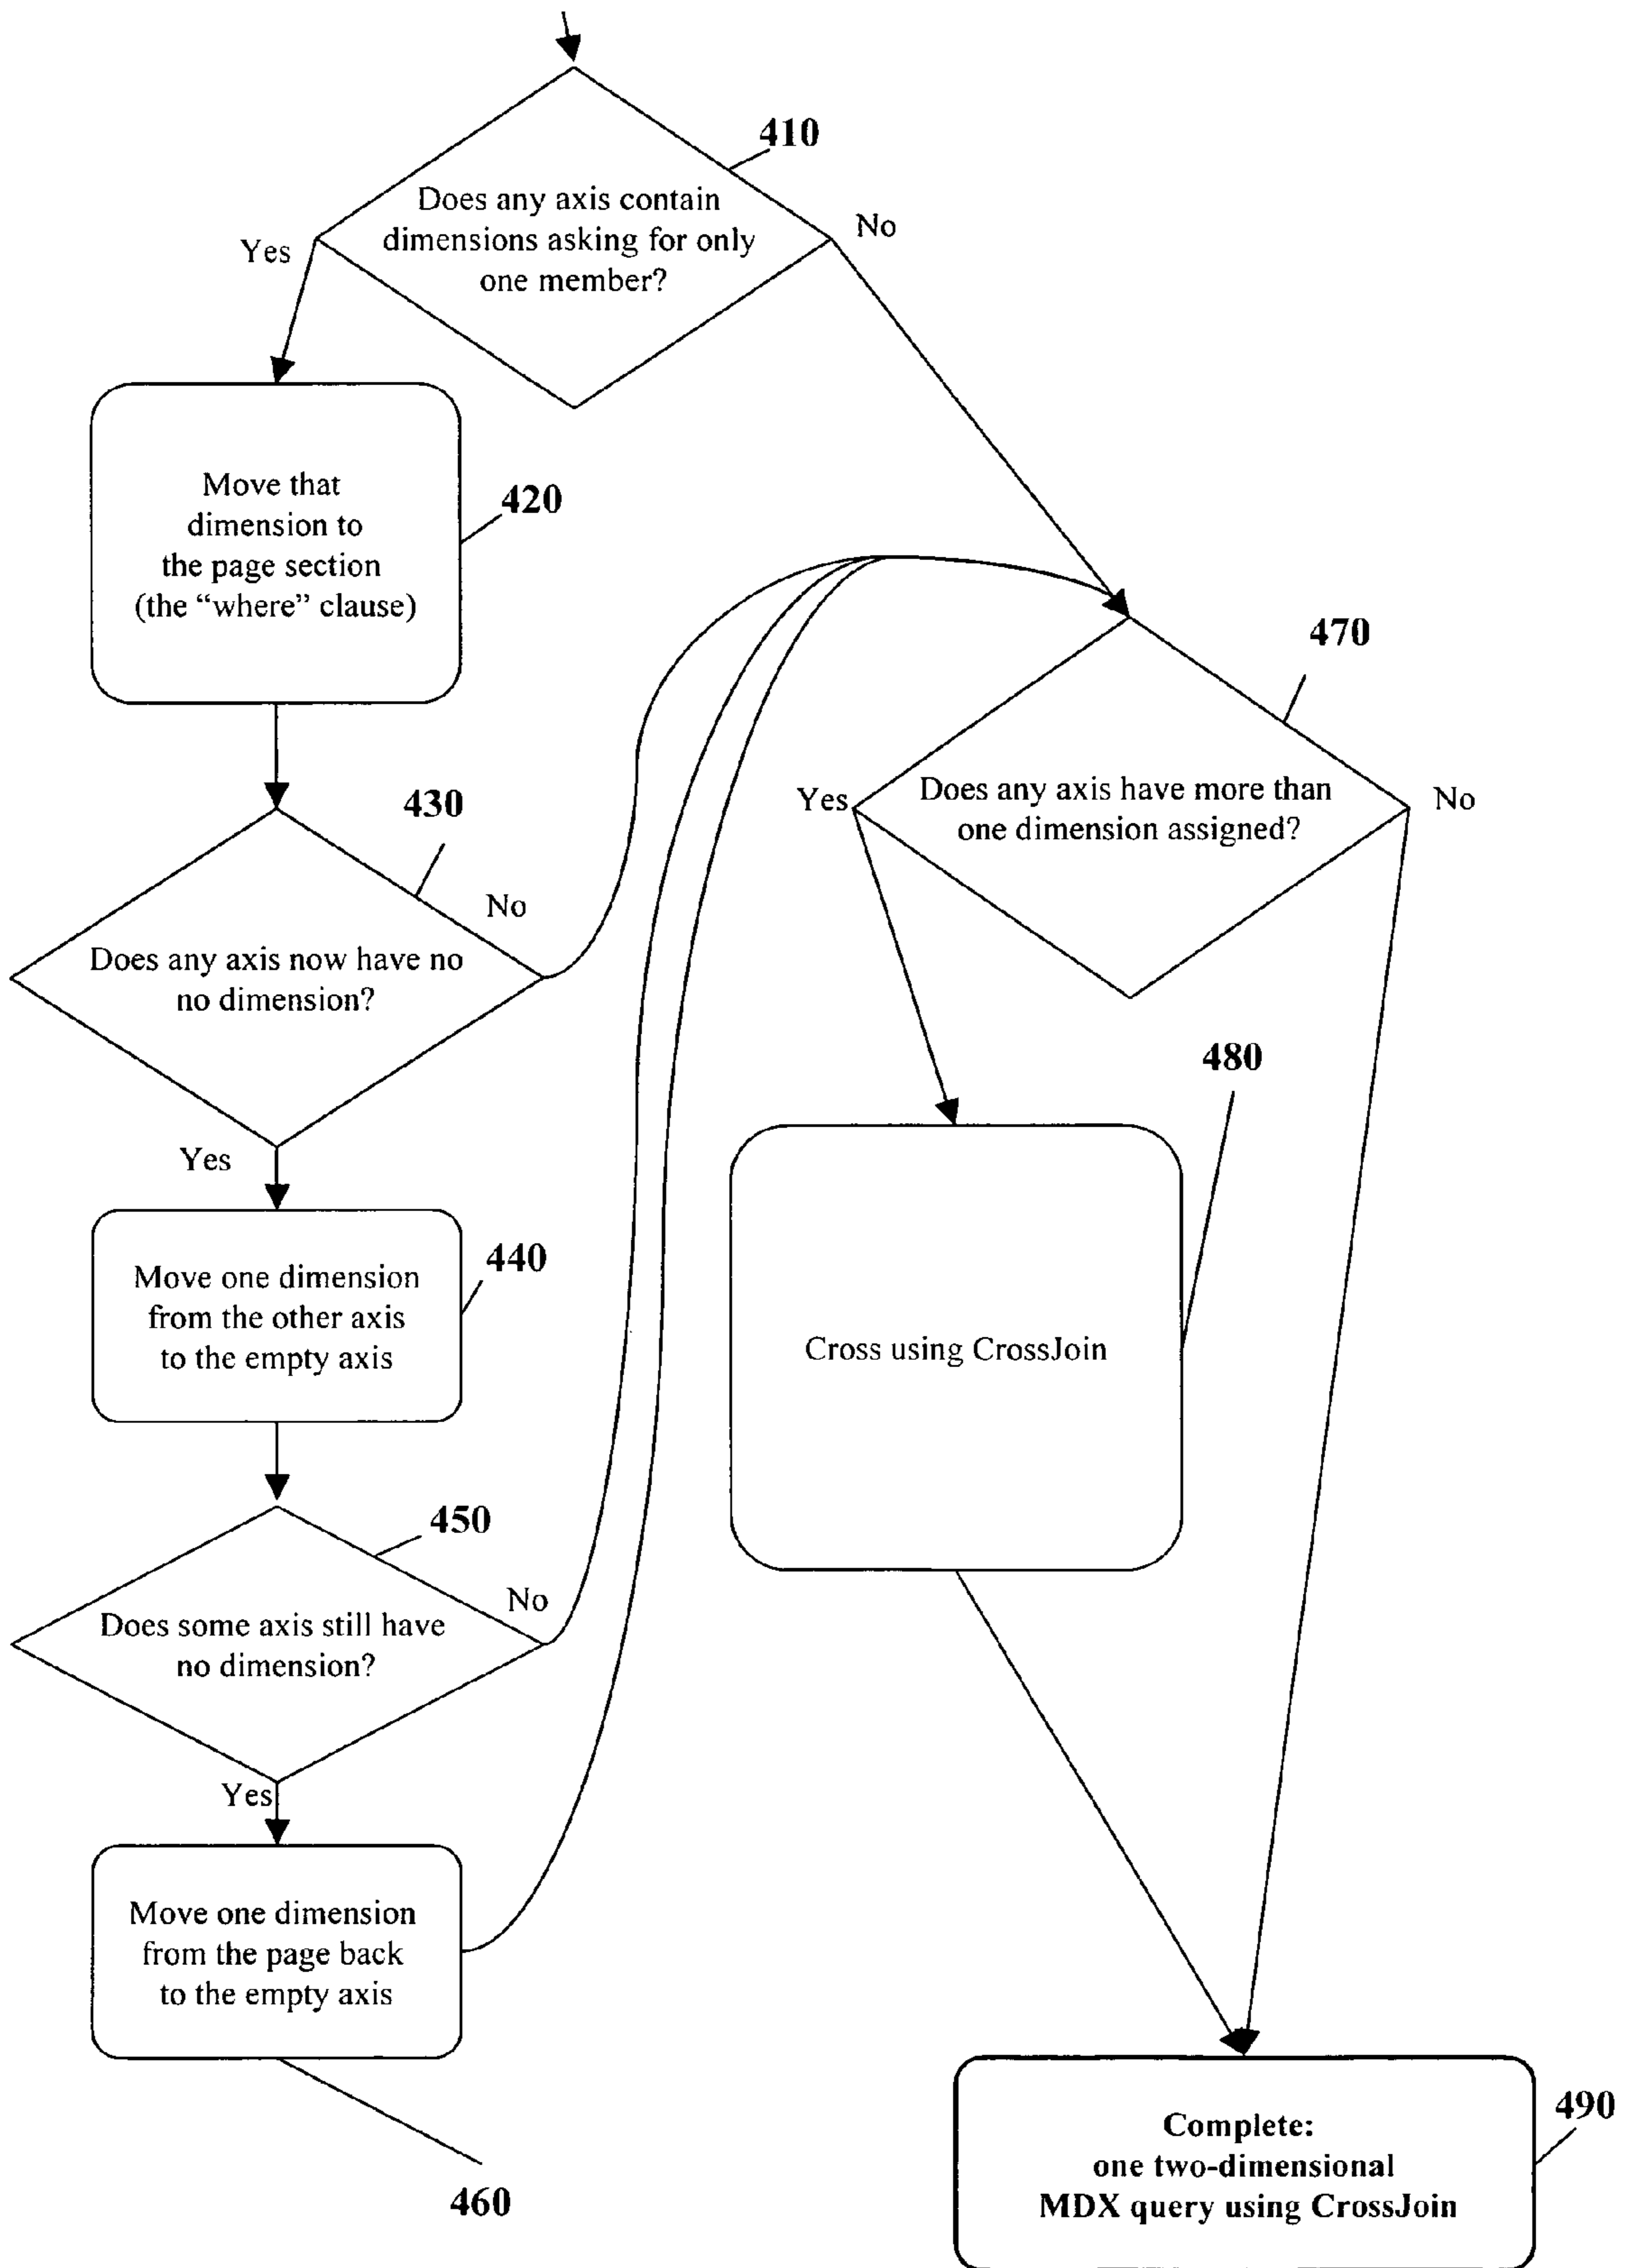 410
Does any axis contain
dimensions asking for only
one member?
Yes
No
Move that
dimension to
the page section
(the “where” clause)
420
430
Does any axis now have no
no dimension?
No
Yes
Move one dimension
from the other axis
to the empty axis
440
450
Does some axis still have
no dimension?
No
Yes
Move one dimension
from the page back
to the empty axis
460
470
Does any axis have more than
one dimension assigned?
Yes
No
480
Cross using CrossJoin
490
Complete:
one two-dimensional
MDX query using CrossJoin